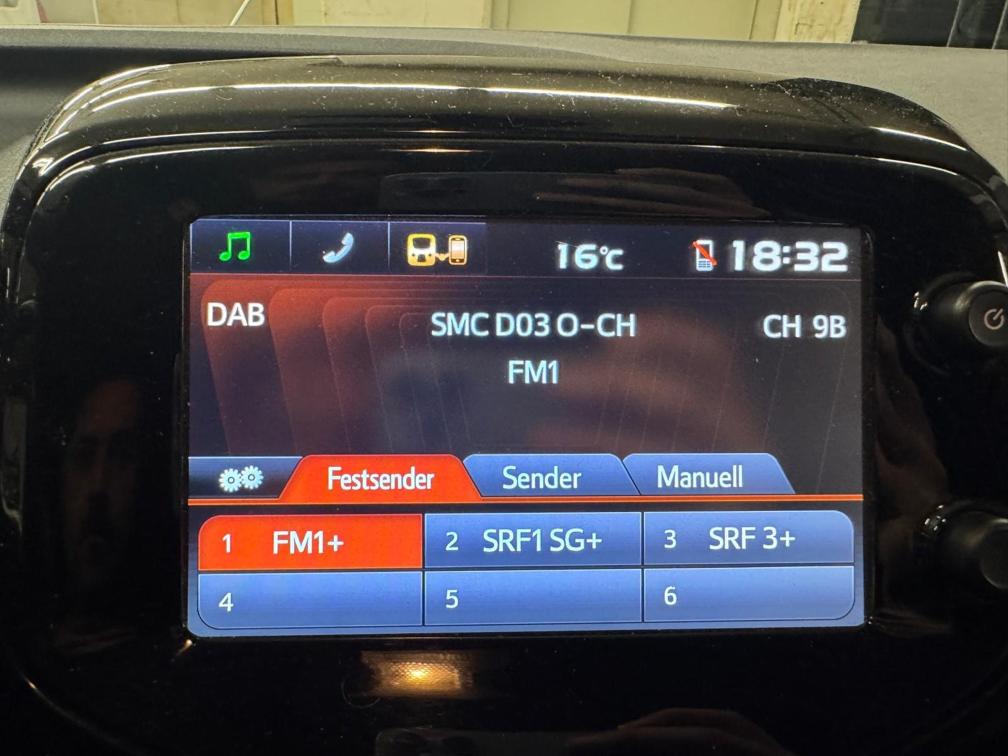 16°C 18:32
DAB
SMC D03 O-CH
CH 9B
FM1
Festsender Sender Manuell
1 FM1+ 2 SRF1 SG+ 3 SRF 3+
4 5 6